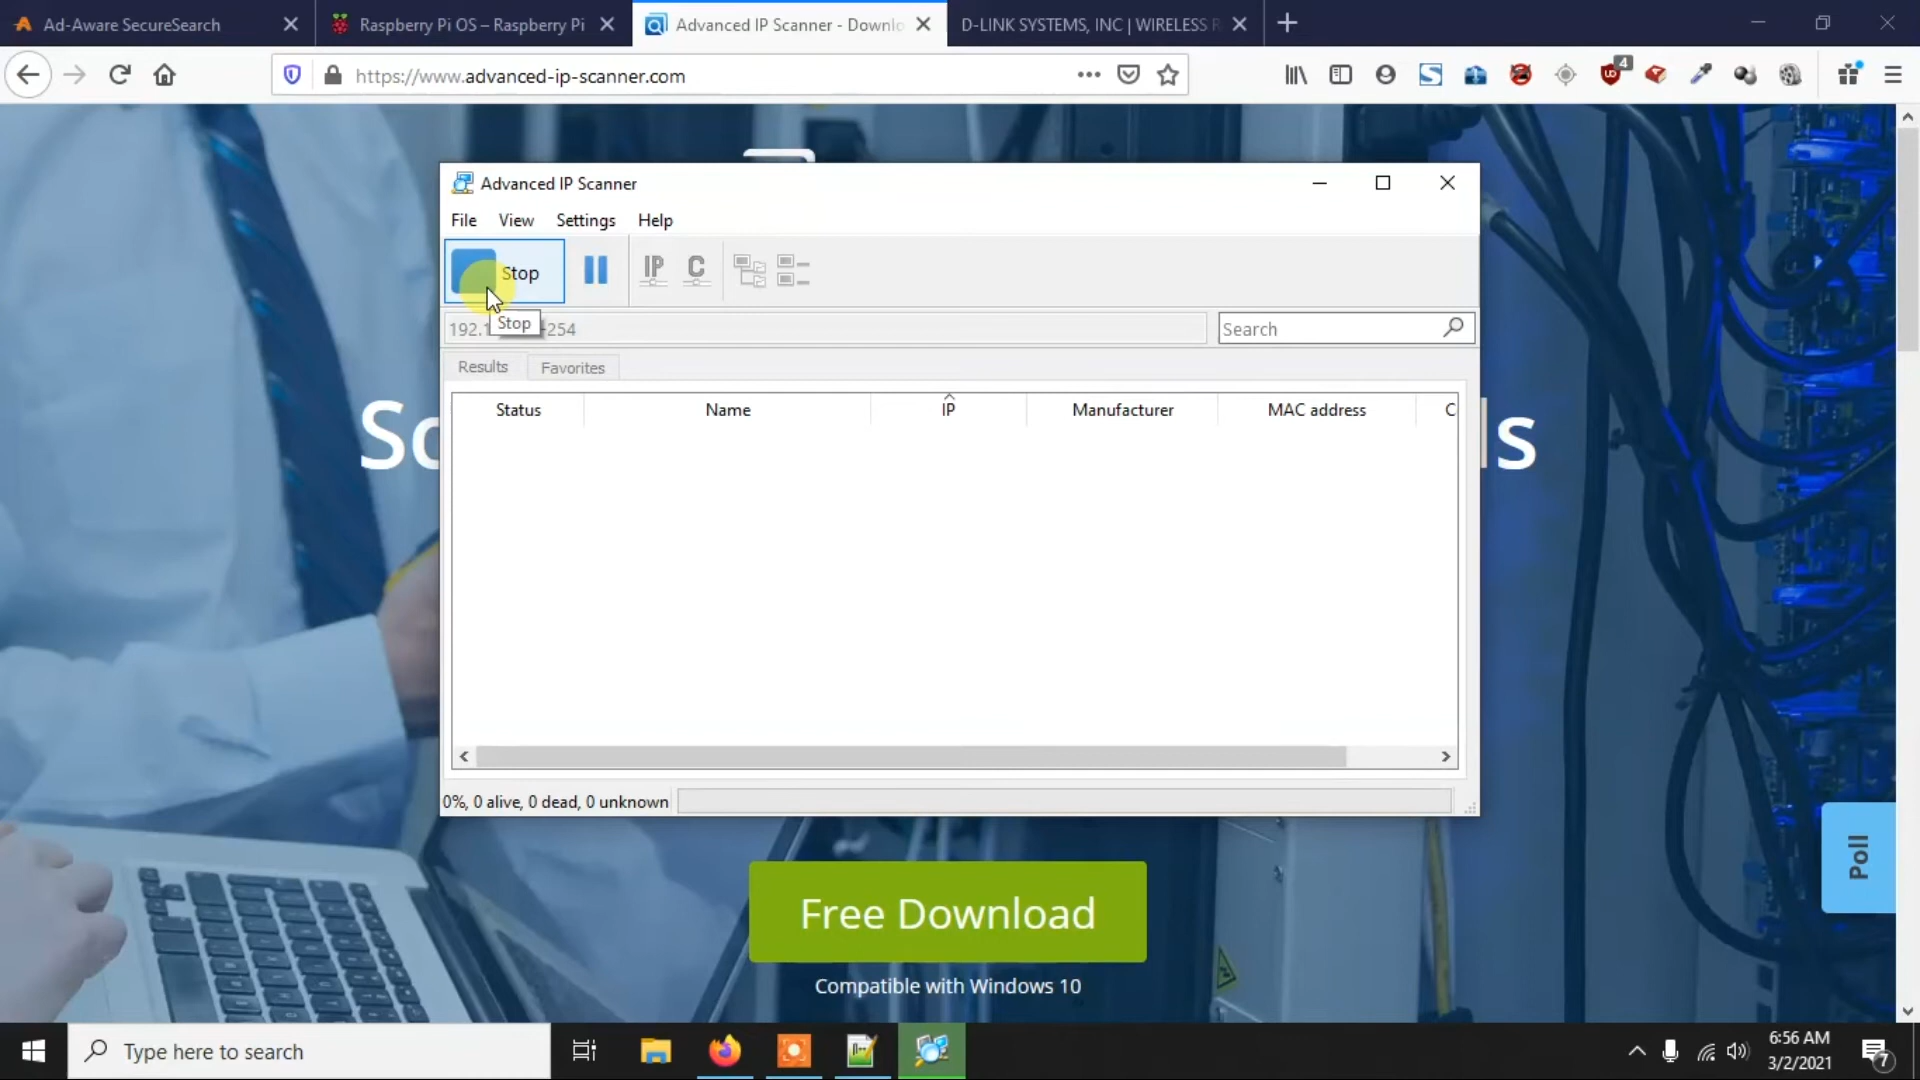 Ad-Aware SecureSearch
Raspberry Pi OS – Raspberry Pi
Advanced IP Scanner - Downlo
D-LINK SYSTEMS, INC | WIRELESS R
https://www.advanced-ip-scanner.com
4
Advanced IP Scanner
File View Settings Help
Stop
IP C
Stop
192.1 -254
Search
Results Favorites
Status Name IP Manufacturer MAC address C
Sc ls
0%, 0 alive, 0 dead, 0 unknown
Poll
Free Download
Compatible with Windows 10
Type here to search
6:56 AM
3/2/2021
7